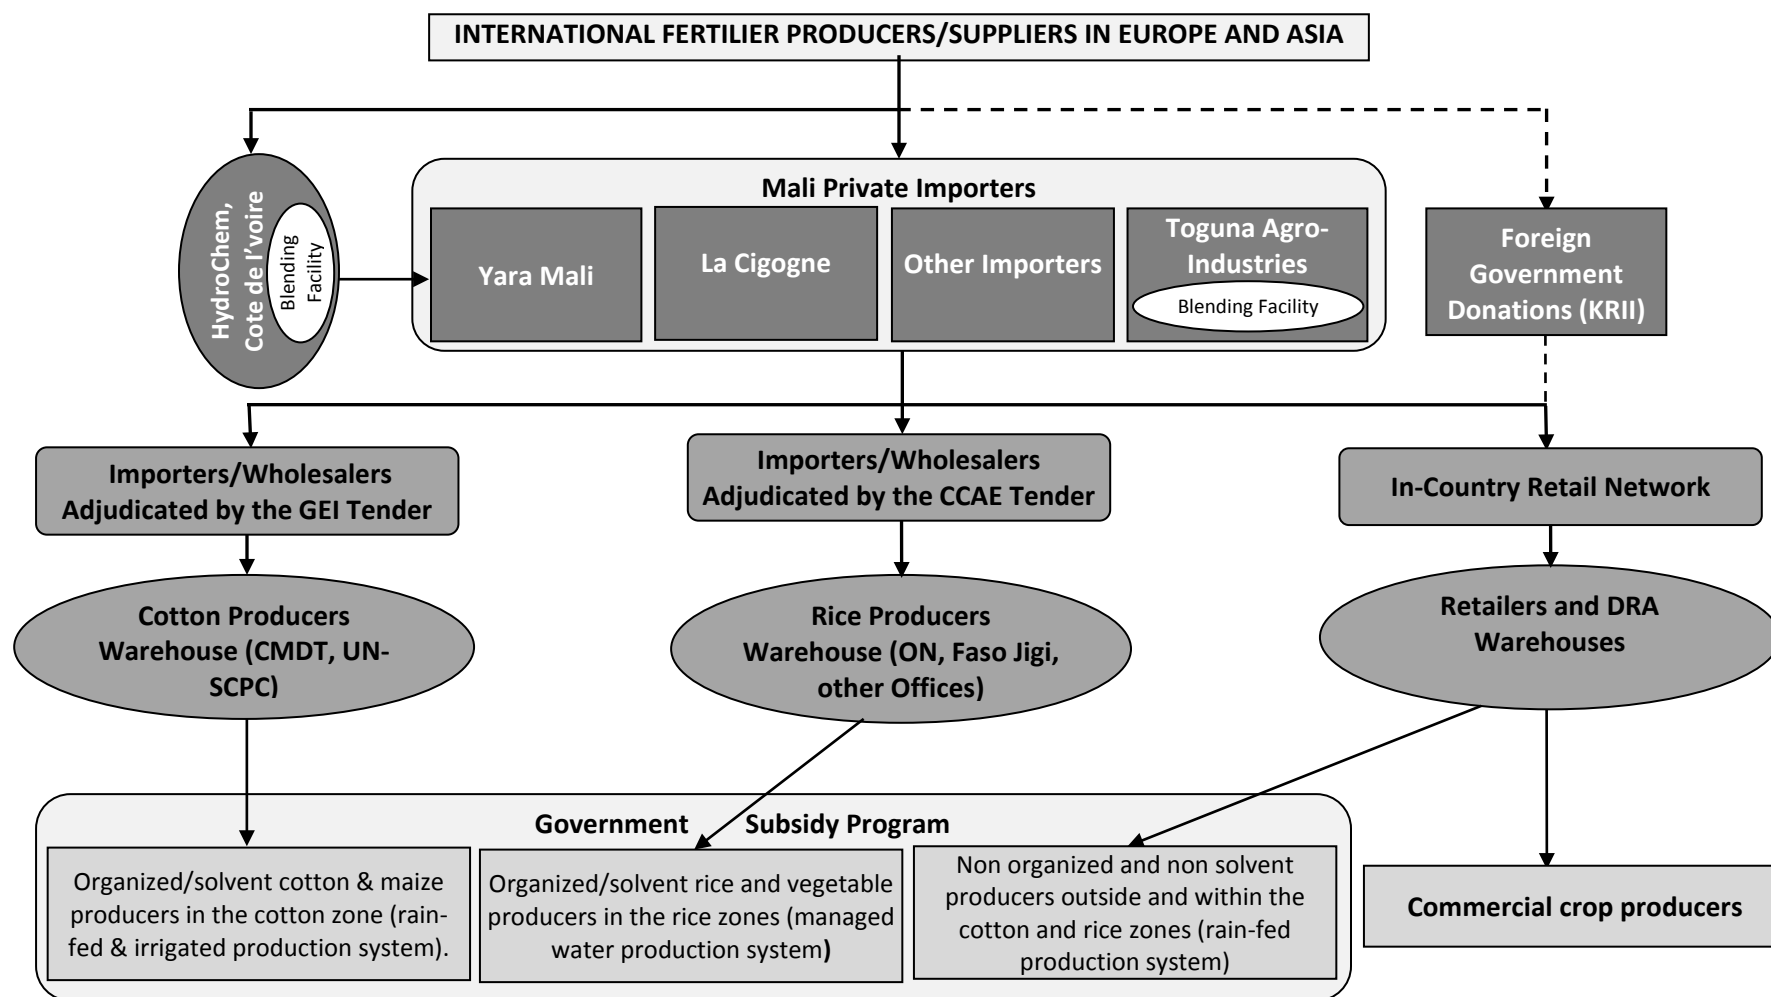 INTERNATIONAL FERTILIER PRODUCERS/SUPPLIERS IN EUROPE AND ASIA
HydroChem,
Cote de l'voire
Blending
Facility
Mali Private Importers
Yara Mali
La Cigogne
Other Importers
Toguna Agro-
Industries
Blending Facility
Foreign
Government
Donations (KRII)
Importers/Wholesalers
Adjudicated by the GEI Tender
Importers/Wholesalers
Adjudicated by the CCAE Tender
In-Country Retail Network
Cotton Producers
Warehouse (CMDT, UN-
SCPC)
Rice Producers
Warehouse (ON, Faso Jigi,
other Offices)
Retailers and DRA
Warehouses
Government Subsidy Program
Organized/solvent cotton & maize
producers in the cotton zone (rain-
fed & irrigated production system).
Organized/solvent rice and vegetable
producers in the rice zones (managed
water production system)
Non organized and non solvent
producers outside and within the
cotton and rice zones (rain-fed
production system)
Commercial crop producers